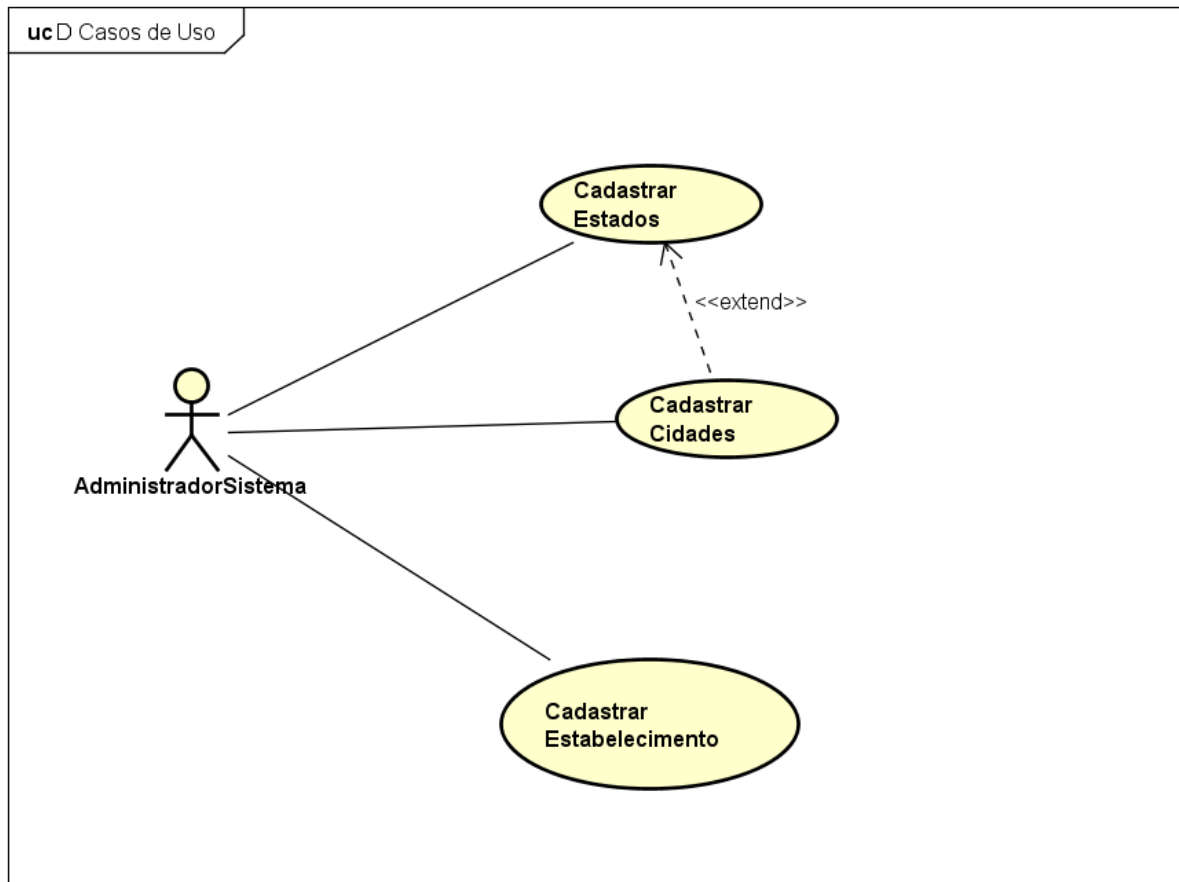 uc D Casos de Uso
Cadastrar
Estados
<<extend>>
Cadastrar
Cidades
AdministradorSistema
Cadastrar
Estabelecimento